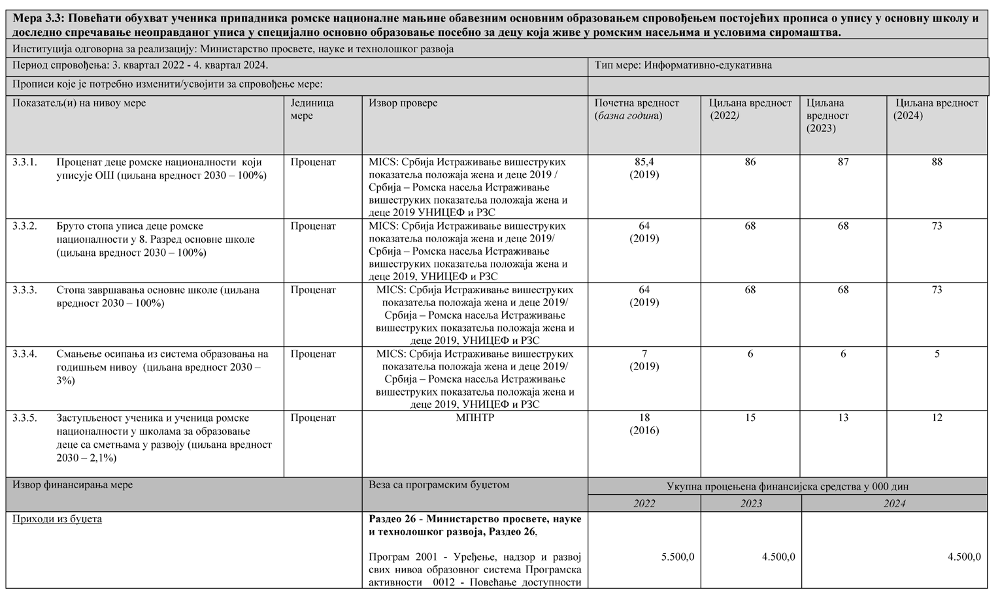 Мера 3.3: Повећати обухват ученика припадника ромске националне мањине обавезним основним образовањем спровођењем постојећих прописа о упису у основну школу и
доследно спречавање неоправданог уписа у специјално основно образовање посебно за децу која живе у ромским насељима и условима сиромаштва.
Институција одговорна за реализацију: Министарство просвете, науке и технолошког развоја
Период спровођења: 3. квартал 2022 - 4. квартал 2024.
Тип мере: Информативно-едукативна
Прописи које је потребно изменити/усвојити за спровођење мере:
Показатељ(и) на нивоу мере
Јединица
мере
Извор провере
Почетна вредност
(базна година)
Циљана вредност
(2022)
Циљана
вредност
(2023)
Циљана вредност
(2024)
3.3.1. Проценат деце ромске националности који
уписује ОШ (циљана вредност 2030 – 100%)
Проценат
MICS: Србија Истраживање вишеструких
показатеља положаја жена и деце 2019 /
Србија – Ромска насеља Истраживање
вишеструких показатеља положаја жена и
деце 2019 УНИЦЕФ и РЗС
85,4
(2019)
86
87
88
3.3.2. Бруто стопа уписа деце ромске
националности у 8. Разред основне школе
(циљана вредност 2030 – 100%)
Проценат
MICS: Србија Истраживање вишеструких
показатеља положаја жена и деце 2019/
Србија – Ромска насеља Истраживање
вишеструких показатеља положаја жена и
деце 2019, УНИЦЕФ и РЗС
64
(2019)
68
68
73
3.3.3. Стопа завршавања основне школе (циљана
вредност 2030 – 100%)
Проценат
MICS: Србија Истраживање вишеструких
показатеља положаја жена и деце 2019/
Србија – Ромска насеља Истраживање
вишеструких показатеља положаја жена и
деце 2019, УНИЦЕФ и РЗС
64
(2019)
68
68
73
3.3.4. Смањење осипања из система образовања на
годишњем нивоу (циљана вредност 2030 –
3%)
Проценат
MICS: Србија Истраживање вишеструких
показатеља положаја жена и деце 2019/
Србија – Ромска насеља Истраживање
вишеструких показатеља положаја жена и
деце 2019, УНИЦЕФ и РЗС
7
(2019)
6
6
5
3.3.5. Заступљеност ученика и ученица ромске
националности у школама за образовање
деце са сметњама у развоју (циљана вредност
2030 – 2,1%)
Проценат
МПНТР
18
(2016)
15
13
12
Извор финансирања мере
Веза са програмским буџетом
Укупна процењена финансијска средства у 000 дин
2022
2023
2024
Приходи из буџета
Раздео 26 - Министарство просвете, науке
и технолошког развоја, Раздео 26,
Програм 2001 - Уређење, надзор и развој
свих нивоа образовног система Програмска
активности 0012 - Повећање доступности
5.500,0
4.500,0
4.500,0